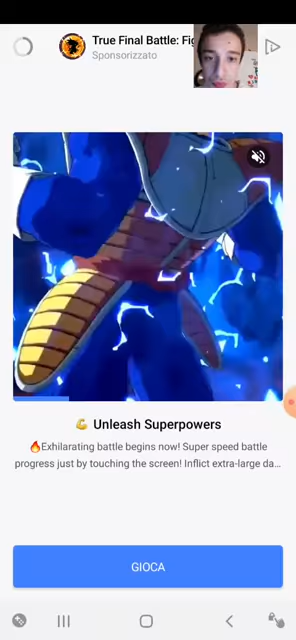 True Final Battle: Fig
Sponsorizzato
💪 Unleash Superpowers
🔥Exhilarating battle begins now! Super speed battle
progress just by touching the screen! Inflict extra-large da...
GIOCA